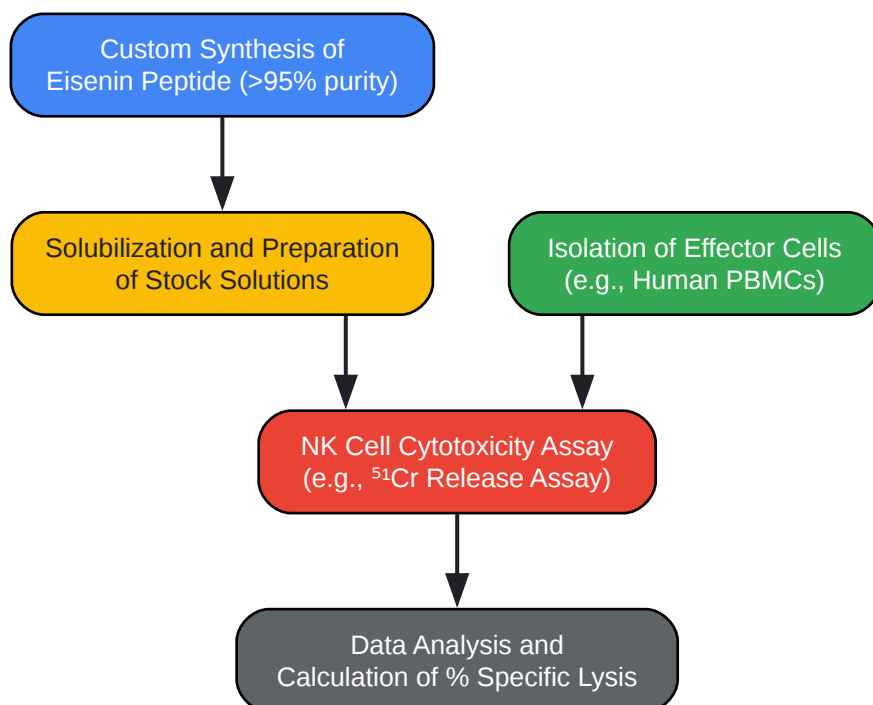 Custom Synthesis of
Eisenin Peptide (>95% purity)
Solubilization and Preparation
of Stock Solutions
Isolation of Effector Cells
(e.g., Human PBMCs)
NK Cell Cytotoxicity Assay
(e.g., ⁵¹Cr Release Assay)
Data Analysis and
Calculation of % Specific Lysis